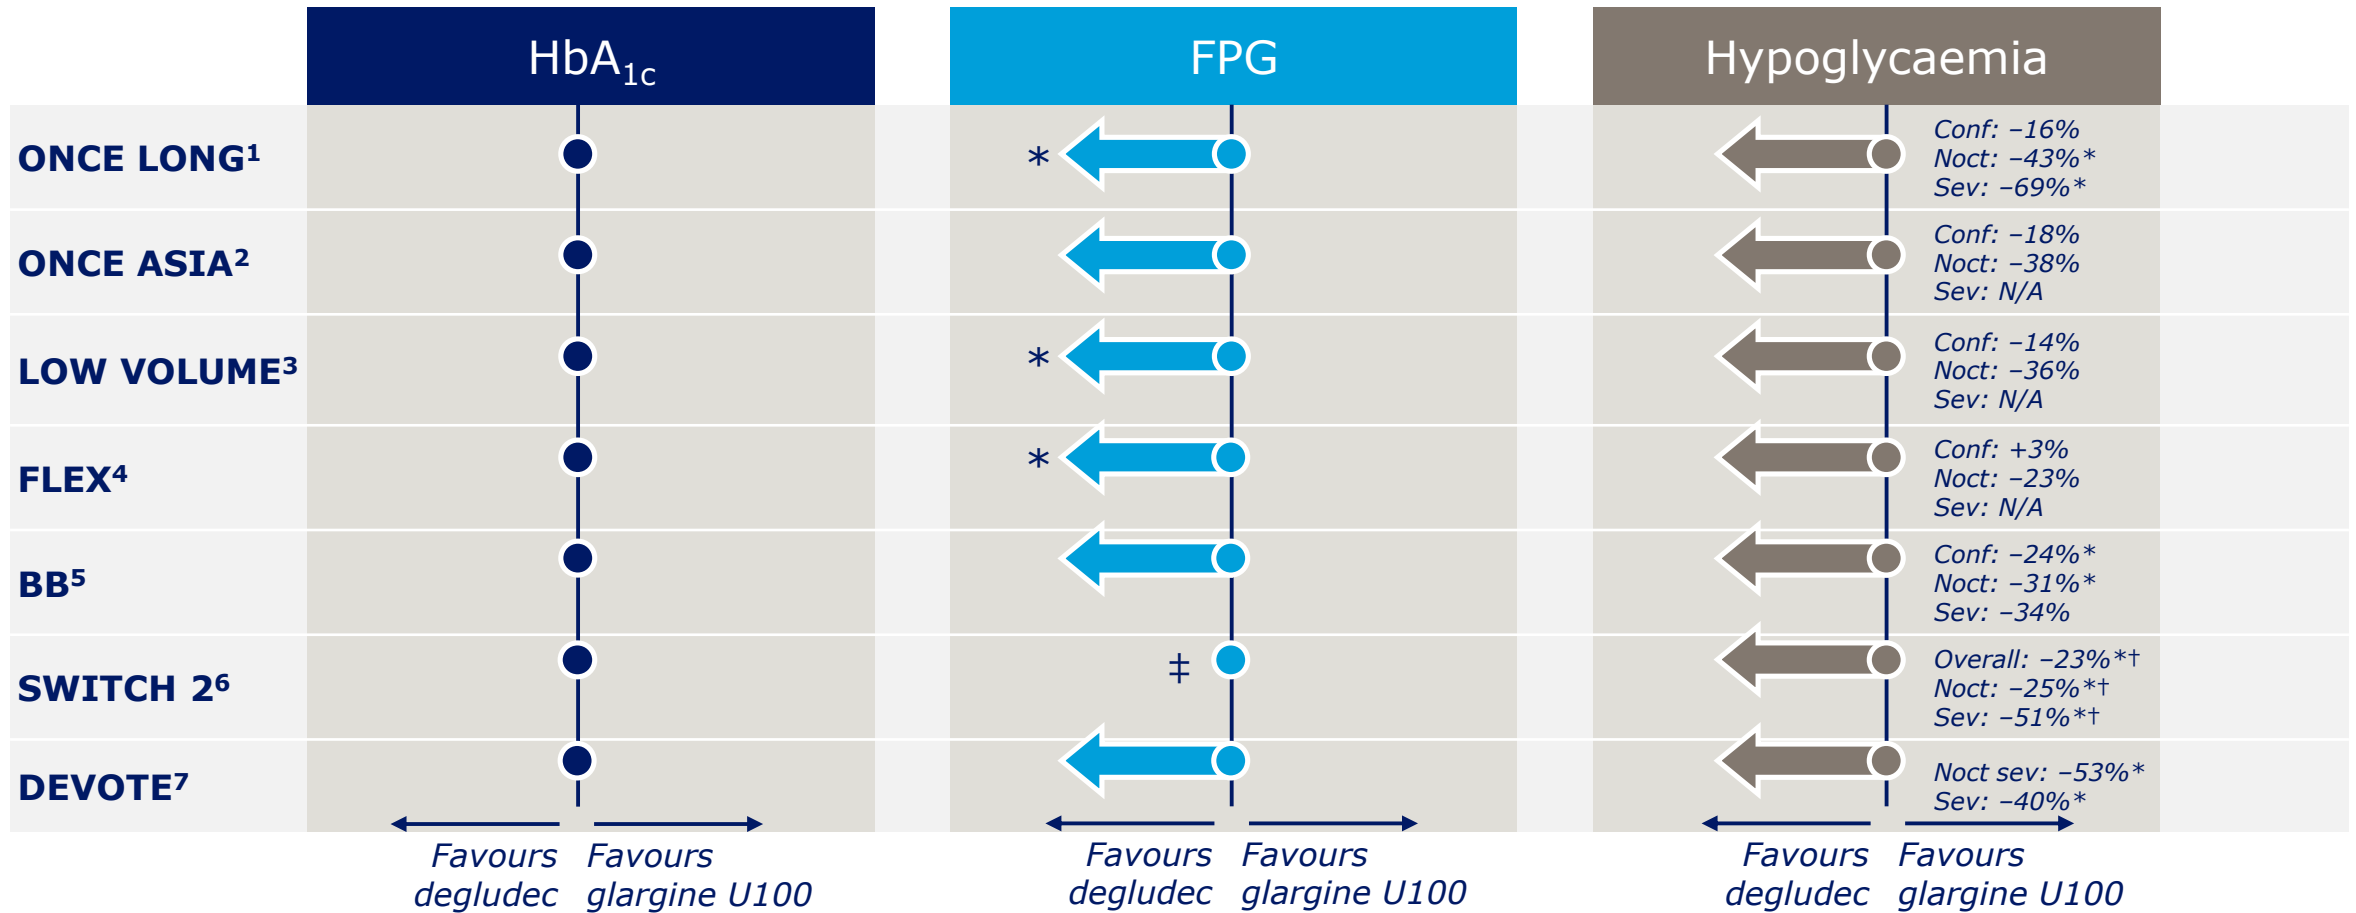 HbA1c
FPG
Hypoglycaemia
ONCE LONG¹
*
Conf: –16%
Noct: –43%*
Sev: –69%*
ONCE ASIA²
Conf: –18%
Noct: –38%
Sev: N/A
LOW VOLUME³
*
Conf: –14%
Noct: –36%
Sev: N/A
FLEX⁴
*
Conf: +3%
Noct: –23%
Sev: N/A
BB⁵
Conf: –24%*
Noct: –31%*
Sev: –34%
SWITCH 2⁶
‡
Overall: –23%*†
Noct: –25%*†
Sev: –51%*†
DEVOTE⁷
Noct sev: –53%*
Sev: –40%*
Favours
degludec
Favours
glargine U100
Favours
degludec
Favours
glargine U100
Favours
degludec
Favours
glargine U100